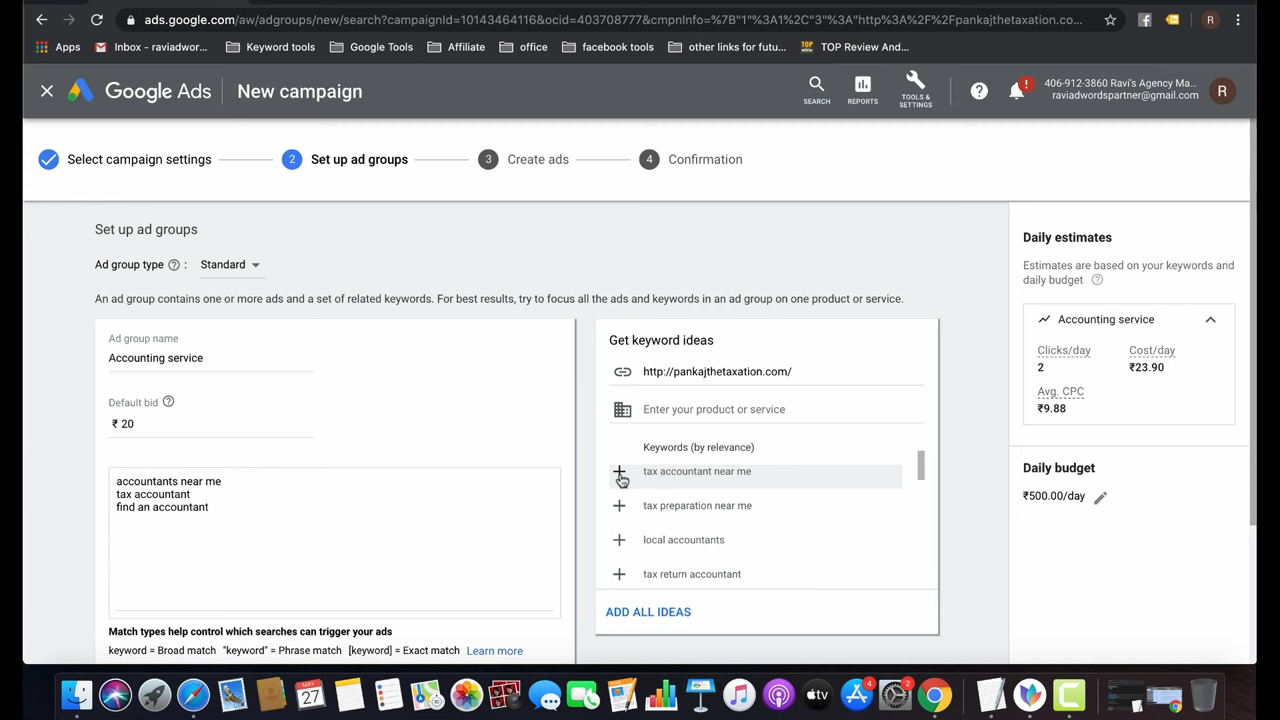 ads.google.com/aw/adgroups/new/search?campaignId=10143464116&ocid=403708777&cmpnInfo=%7B"1"%3A1%2C"3"%3A"http%3A%2F%2Fpankajthetaxation.co...
R
Apps
Inbox - raviadwor...
Keyword tools
Google Tools
Affiliate
office
facebook tools
other links for futu...
TOP
TOP Review And...
Google Ads
New campaign
SEARCH
REPORTS
TOOLS &
SETTINGS
!
406-912-3860 Ravi's Agency Ma...
raviadwordspartner@gmail.com
R
Select campaign settings
2 Set up ad groups
3 Create ads
4 Confirmation
Set up ad groups
Ad group type : Standard
An ad group contains one or more ads and a set of related keywords. For best results, try to focus all the ads and keywords in an ad group on one product or service.
Ad group name
Accounting service
Default bid
₹ 20
accountants near me
tax accountant
find an accountant
Match types help control which searches can trigger your ads
keyword = Broad match "keyword" = Phrase match [keyword] = Exact match Learn more
Get keyword ideas
http://pankajthetaxation.com/
Enter your product or service
Keywords (by relevance)
tax accountant near me
tax preparation near me
local accountants
tax return accountant
ADD ALL IDEAS
Daily estimates
Estimates are based on your keywords and
daily budget
Accounting service
Clicks/day
2
Cost/day
₹23.90
Avg. CPC
₹9.88
Daily budget
₹500.00/day
MAY
27
tv
4
2